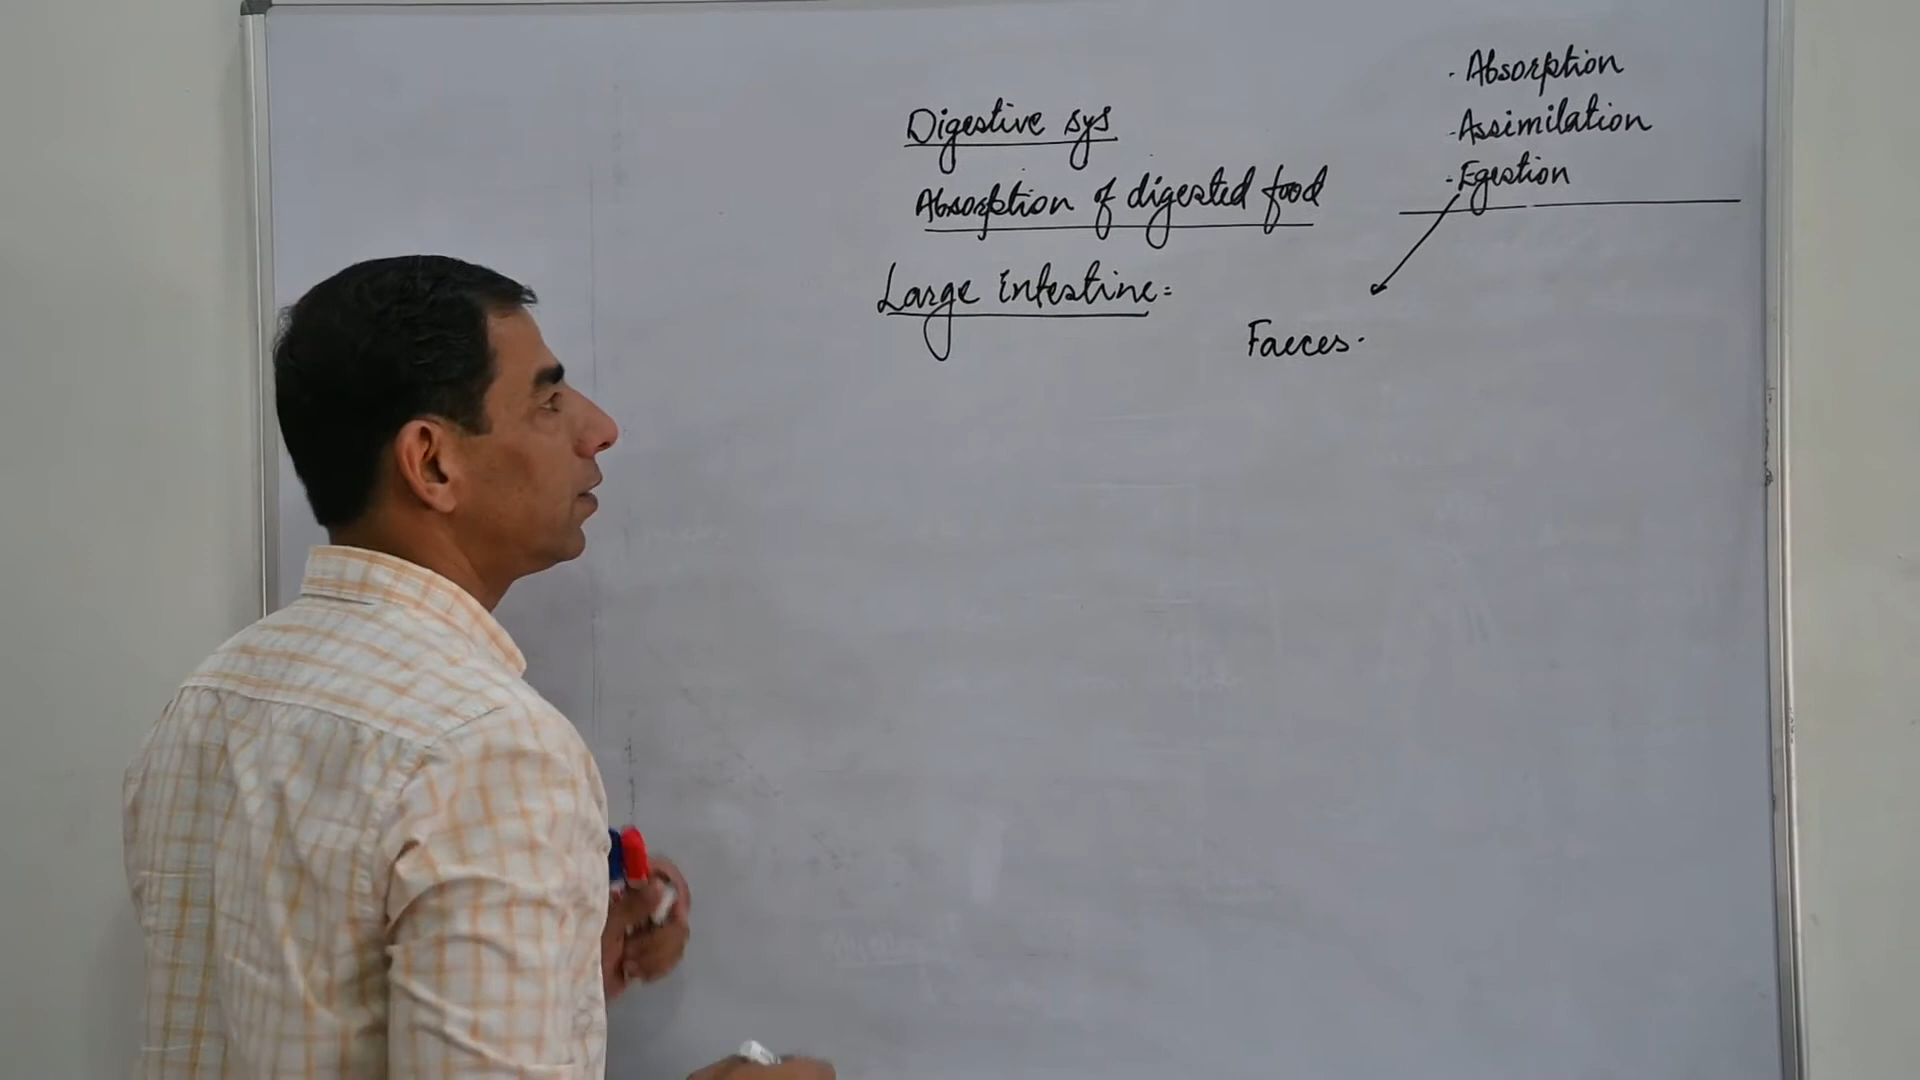 Digestive sys
Absorption of digested food
Large intestine:
Faeces.
· Absorption
- Assimilation
- Egestion